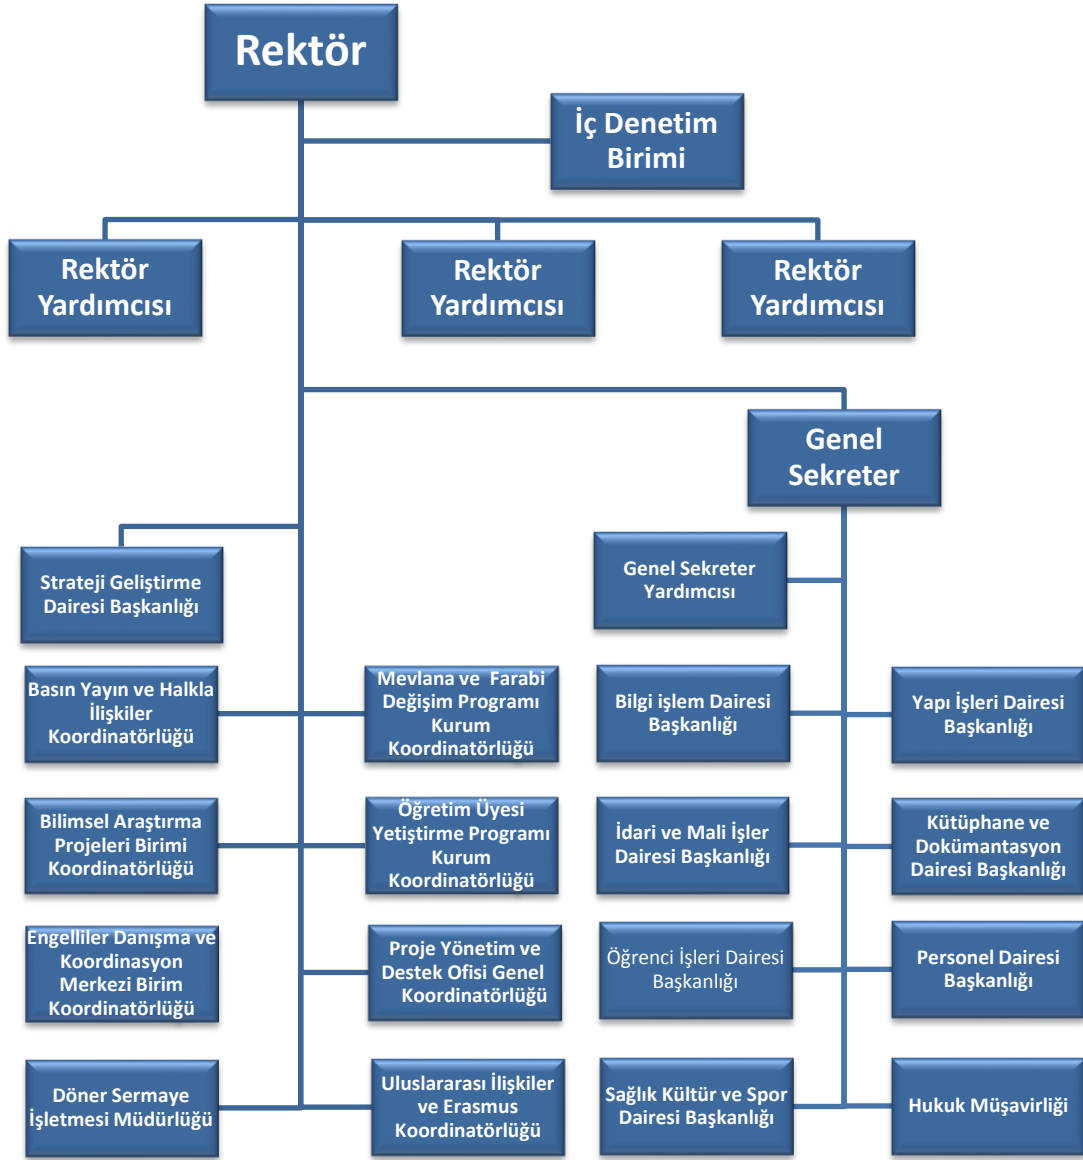 Rektör
İç Denetim
Birimi
Rektör
Yardımcısı
Rektör
Yardımcısı
Rektör
Yardımcısı
Genel
Sekreter
Strateji Geliştirme
Dairesi Başkanlığı
Genel Sekreter
Yardımcısı
Basın Yayın ve Halkla
İlişkiler
Koordinatörlüğü
Mevlana ve Farabi
Değişim Programı
Kurum
Koordinatörlüğü
Bilgi işlem Dairesi
Başkanlığı
Yapı İşleri Dairesi
Başkanlığı
Bilimsel Araştırma
Projeleri Birimi
Koordinatörlüğü
Öğretim Üyesi
Yetiştirme Programı
Kurum
Koordinatörlüğü
İdari ve Mali İşler
Dairesi Başkanlığı
Kütüphane ve
Dokümantasyon
Dairesi Başkanlığı
Engelliler Danışma ve
Koordinasyon
Merkezi Birim
Koordinatörlüğü
Proje Yönetim ve
Destek Ofisi Genel
Koordinatörlüğü
Öğrenci İşleri Dairesi
Başkanlığı
Personel Dairesi
Başkanlığı
Döner Sermaye
İşletmesi Müdürlüğü
Uluslararası İlişkiler
ve Erasmus
Koordinatörlüğü
Sağlık Kültür ve Spor
Dairesi Başkanlığı
Hukuk Müşavirliği